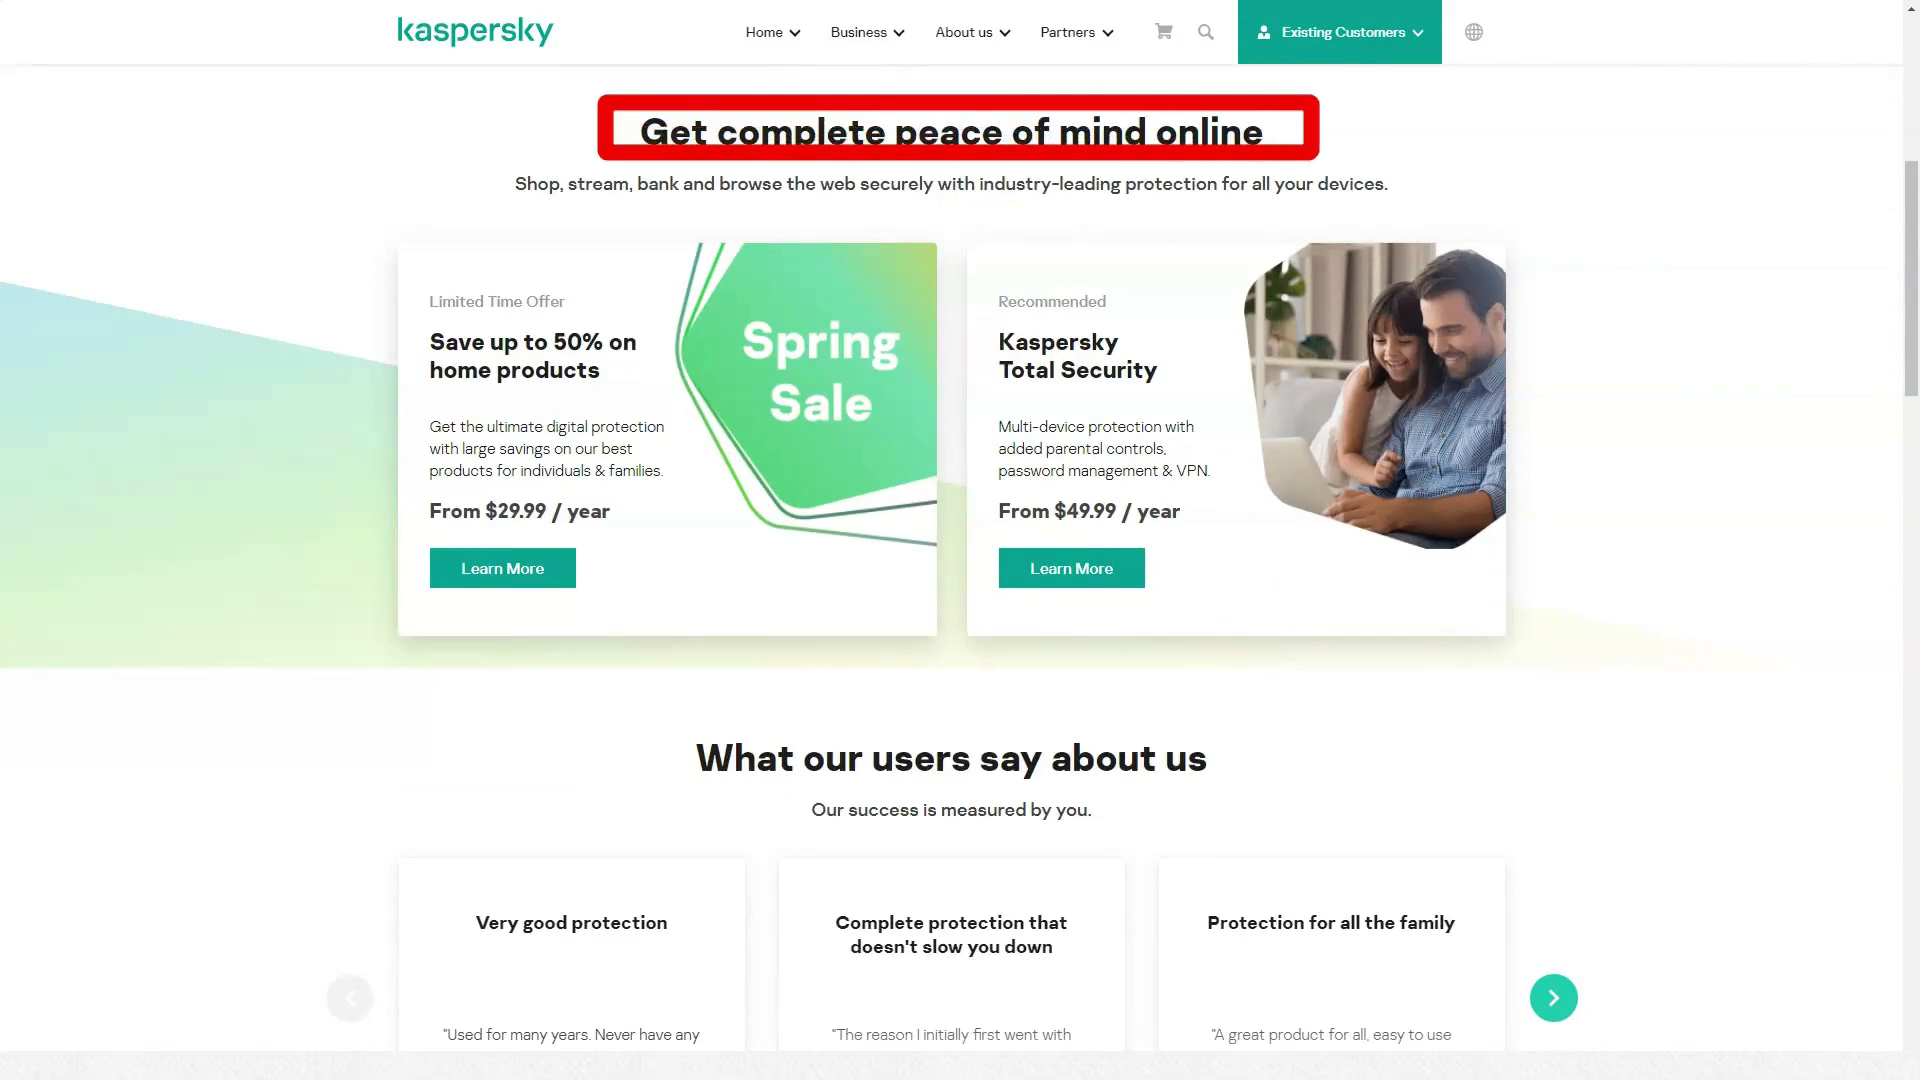 kaspersky
Home
Business
About us
Partners
Existing Customers
Get complete peace of mind online
Shop, stream, bank and browse the web securely with industry-leading protection for all your devices.
Limited Time Offer
Save up to 50% on
home products
Get the ultimate digital protection
with large savings on our best
products for individuals & families.
From $29.99 / year
Learn More
Spring
Sale
Recommended
Kaspersky
Total Security
Multi-device protection with
added parental controls,
password management & VPN.
From $49.99 / year
Learn More
What our users say about us
Our success is measured by you.
Very good protection
"Used for many years. Never have any
Complete protection that
doesn't slow you down
"The reason I initially first went with
Protection for all the family
"A great product for all, easy to use